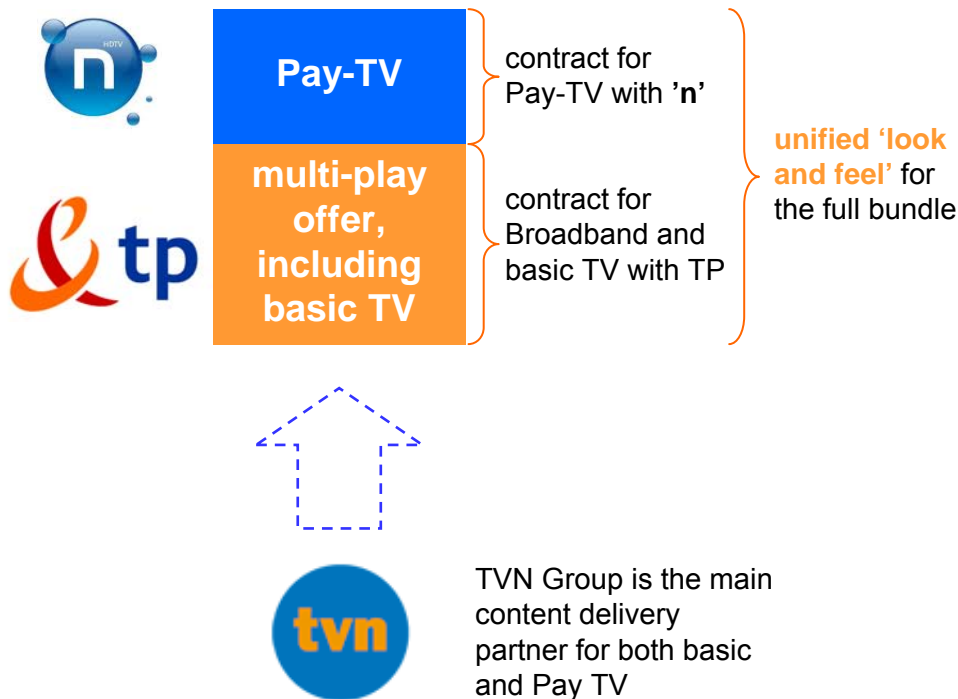 HDTV
n
Pay-TV
contract for
Pay-TV with ’n’
tp
multi-play
offer,
including
basic TV
contract for
Broadband and
basic TV with TP
unified ‘look
and feel’ for
the full bundle
tvn
TVN Group is the main
content delivery
partner for both basic
and Pay TV